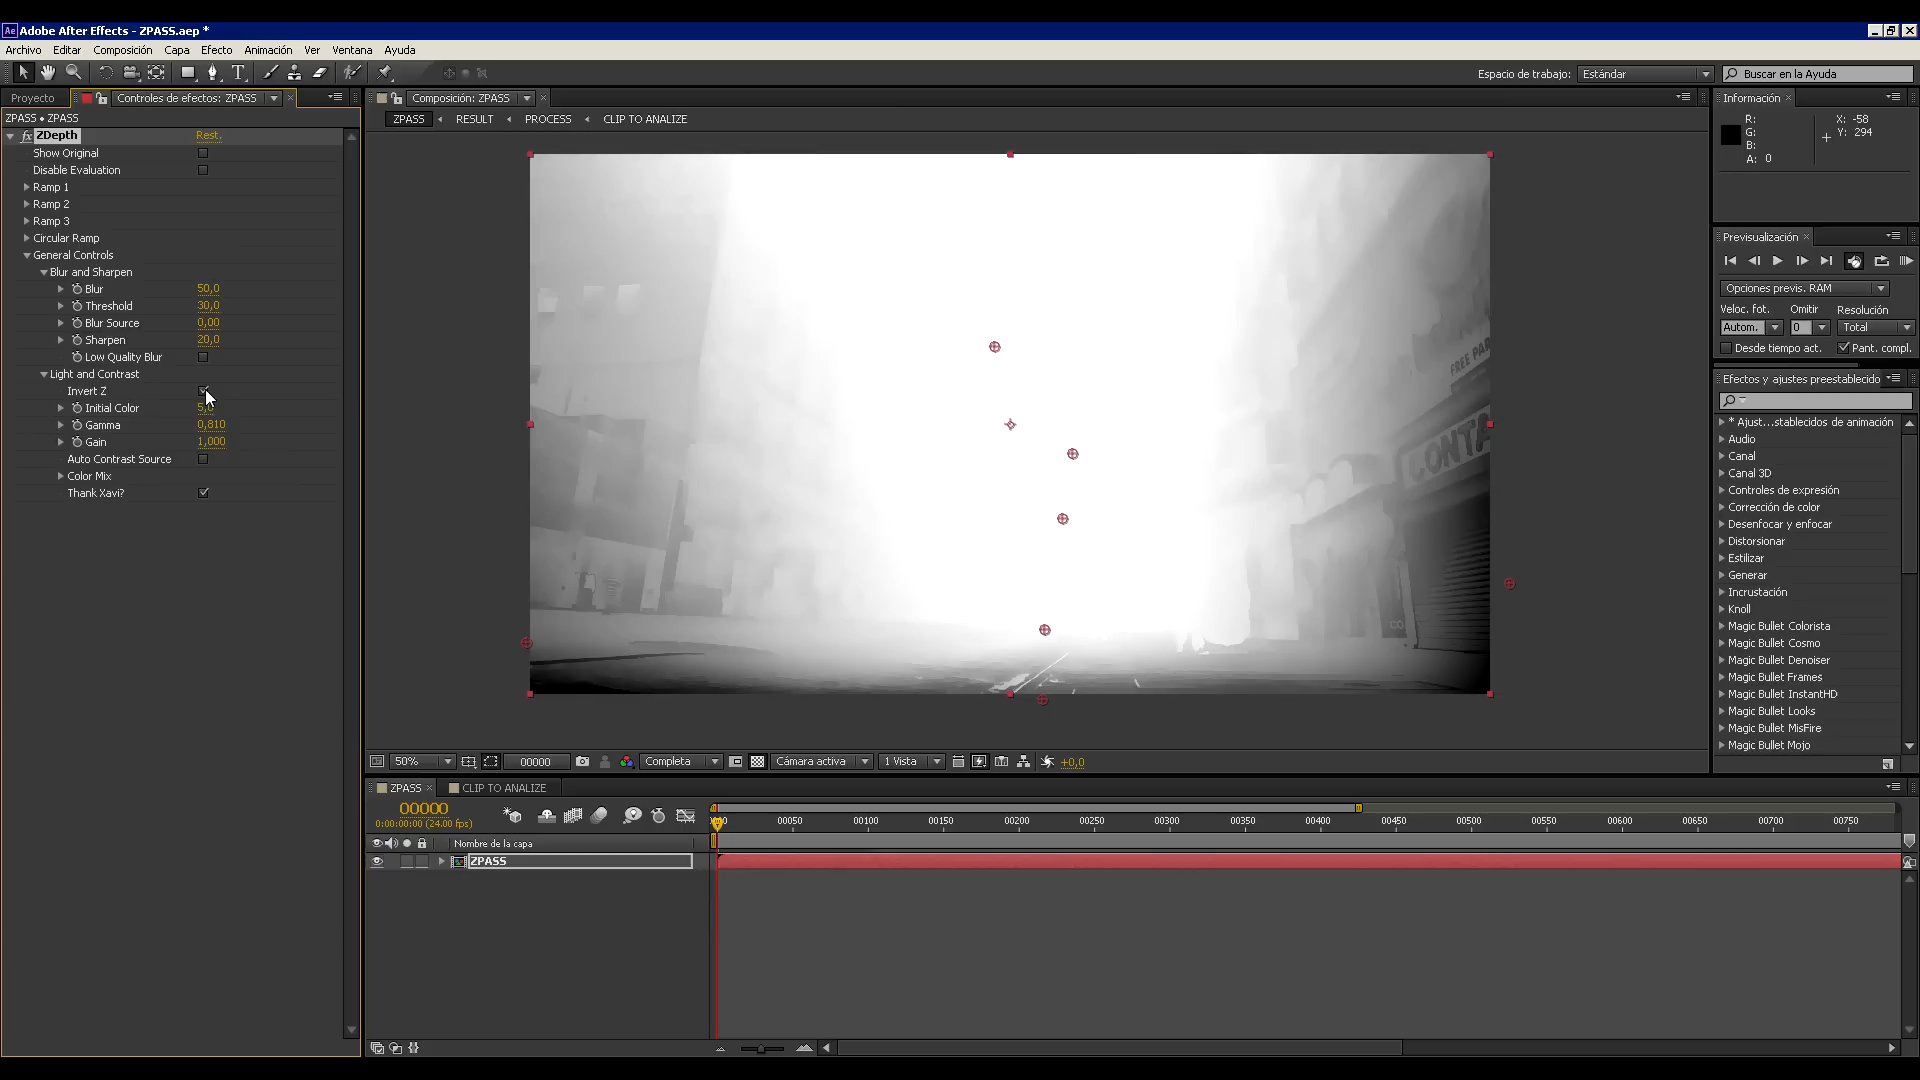 Adobe After Effects - ZPASS.aep *
Archivo Editar Composición Capa Efecto Animación Ver Ventana Ayuda
Espacio de trabajo: Estándar Buscar en la Ayuda
Proyecto Controles de efectos: ZPASS
ZPASS • ZPASS
ZDepth Rest.
Show Original
Disable Evaluation
Ramp 1
Ramp 2
Ramp 3
Circular Ramp
General Controls
Blur and Sharpen
Blur 50,0
Threshold 30,0
Blur Source 0,00
Sharpen 20,0
Low Quality Blur
Light and Contrast
Invert Z
Initial Color 5,0
Gamma 0,810
Gain 1,000
Auto Contrast Source
Color Mix
Thank Xavi?
Composición: ZPASS
ZPASS RESULT PROCESS CLIP TO ANALIZE
FREE PAR
CONTA
CO
50% 00000 Completa Cámara activa 1 Vista +0,0
Información
R: X: -58
G: Y: 294
B:
A: 0
Previsualización
Opciones previs. RAM
Veloc. fot. Omitir Resolución
Autom. 0 Total
Desde tiempo act. Pant. compl.
Efectos y ajustes preestablecido
* Ajust...stablecidos de animación
Audio
Canal
Canal 3D
Controles de expresión
Corrección de color
Desenfocar y enfocar
Distorsionar
Estilizar
Generar
Incrustación
Knoll
Magic Bullet Colorista
Magic Bullet Cosmo
Magic Bullet Denoiser
Magic Bullet Frames
Magic Bullet InstantHD
Magic Bullet Looks
Magic Bullet MisFire
Magic Bullet Mojo
ZPASS CLIP TO ANALIZE
00000
0:00:00:00 (24.00 fps)
00050 00100 00150 00200 00250 00300 00350 00400 00450 00500 00550 00600 00650 00700 00750
Nombre de la capa
ZPASS